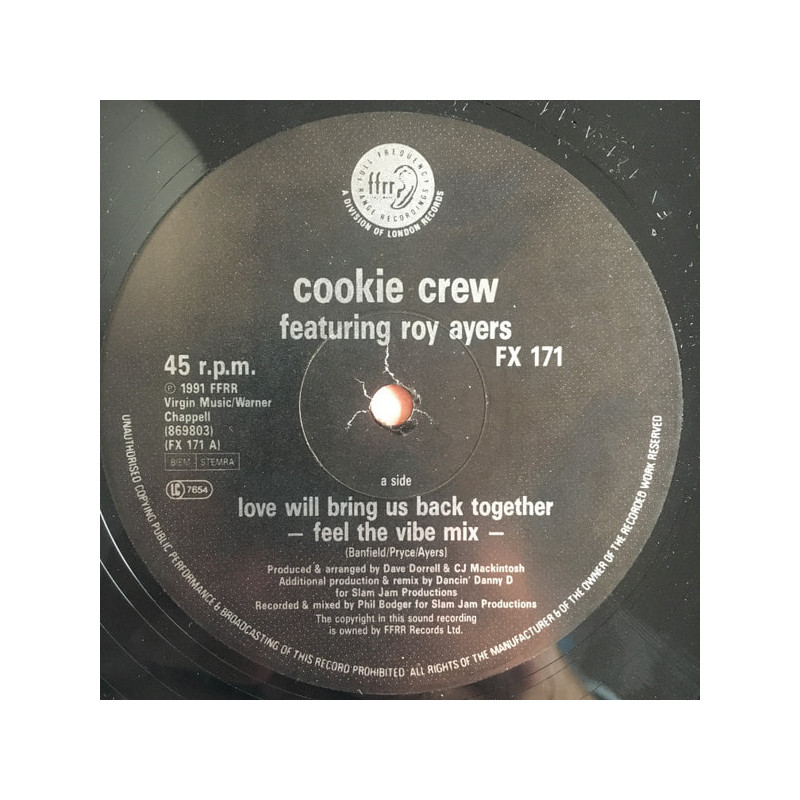 FULL FREQUENCY
ffrr
RANGE RECORDINGS
A DIVISION OF LONDON RECORDS
cookie crew
featuring roy ayers
FX 171
45 r.p.m.
℗ 1991 FFRR
Virgin Music/Warner
Chappell
(869803)
(FX 171 A)
BIEM STEMRA
LC 7654
a side
love will bring us back together
– feel the vibe mix –
(Banfield/Pryce/Ayers)
Produced & arranged by Dave Dorrell & CJ Mackintosh
Additional production & remix by Dancin' Danny D
for Slam Jam Productions
Recorded & mixed by Phil Bodger for Slam Jam Productions
The copyright in this sound recording
is owned by FFRR Records Ltd.
UNAUTHORISED COPYING PUBLIC PERFORMANCE & BROADCASTING OF THIS RECORD PROHIBITED ALL RIGHTS OF THE MANUFACTURER & OF THE OWNER OF THE RECORDED WORK RESERVED